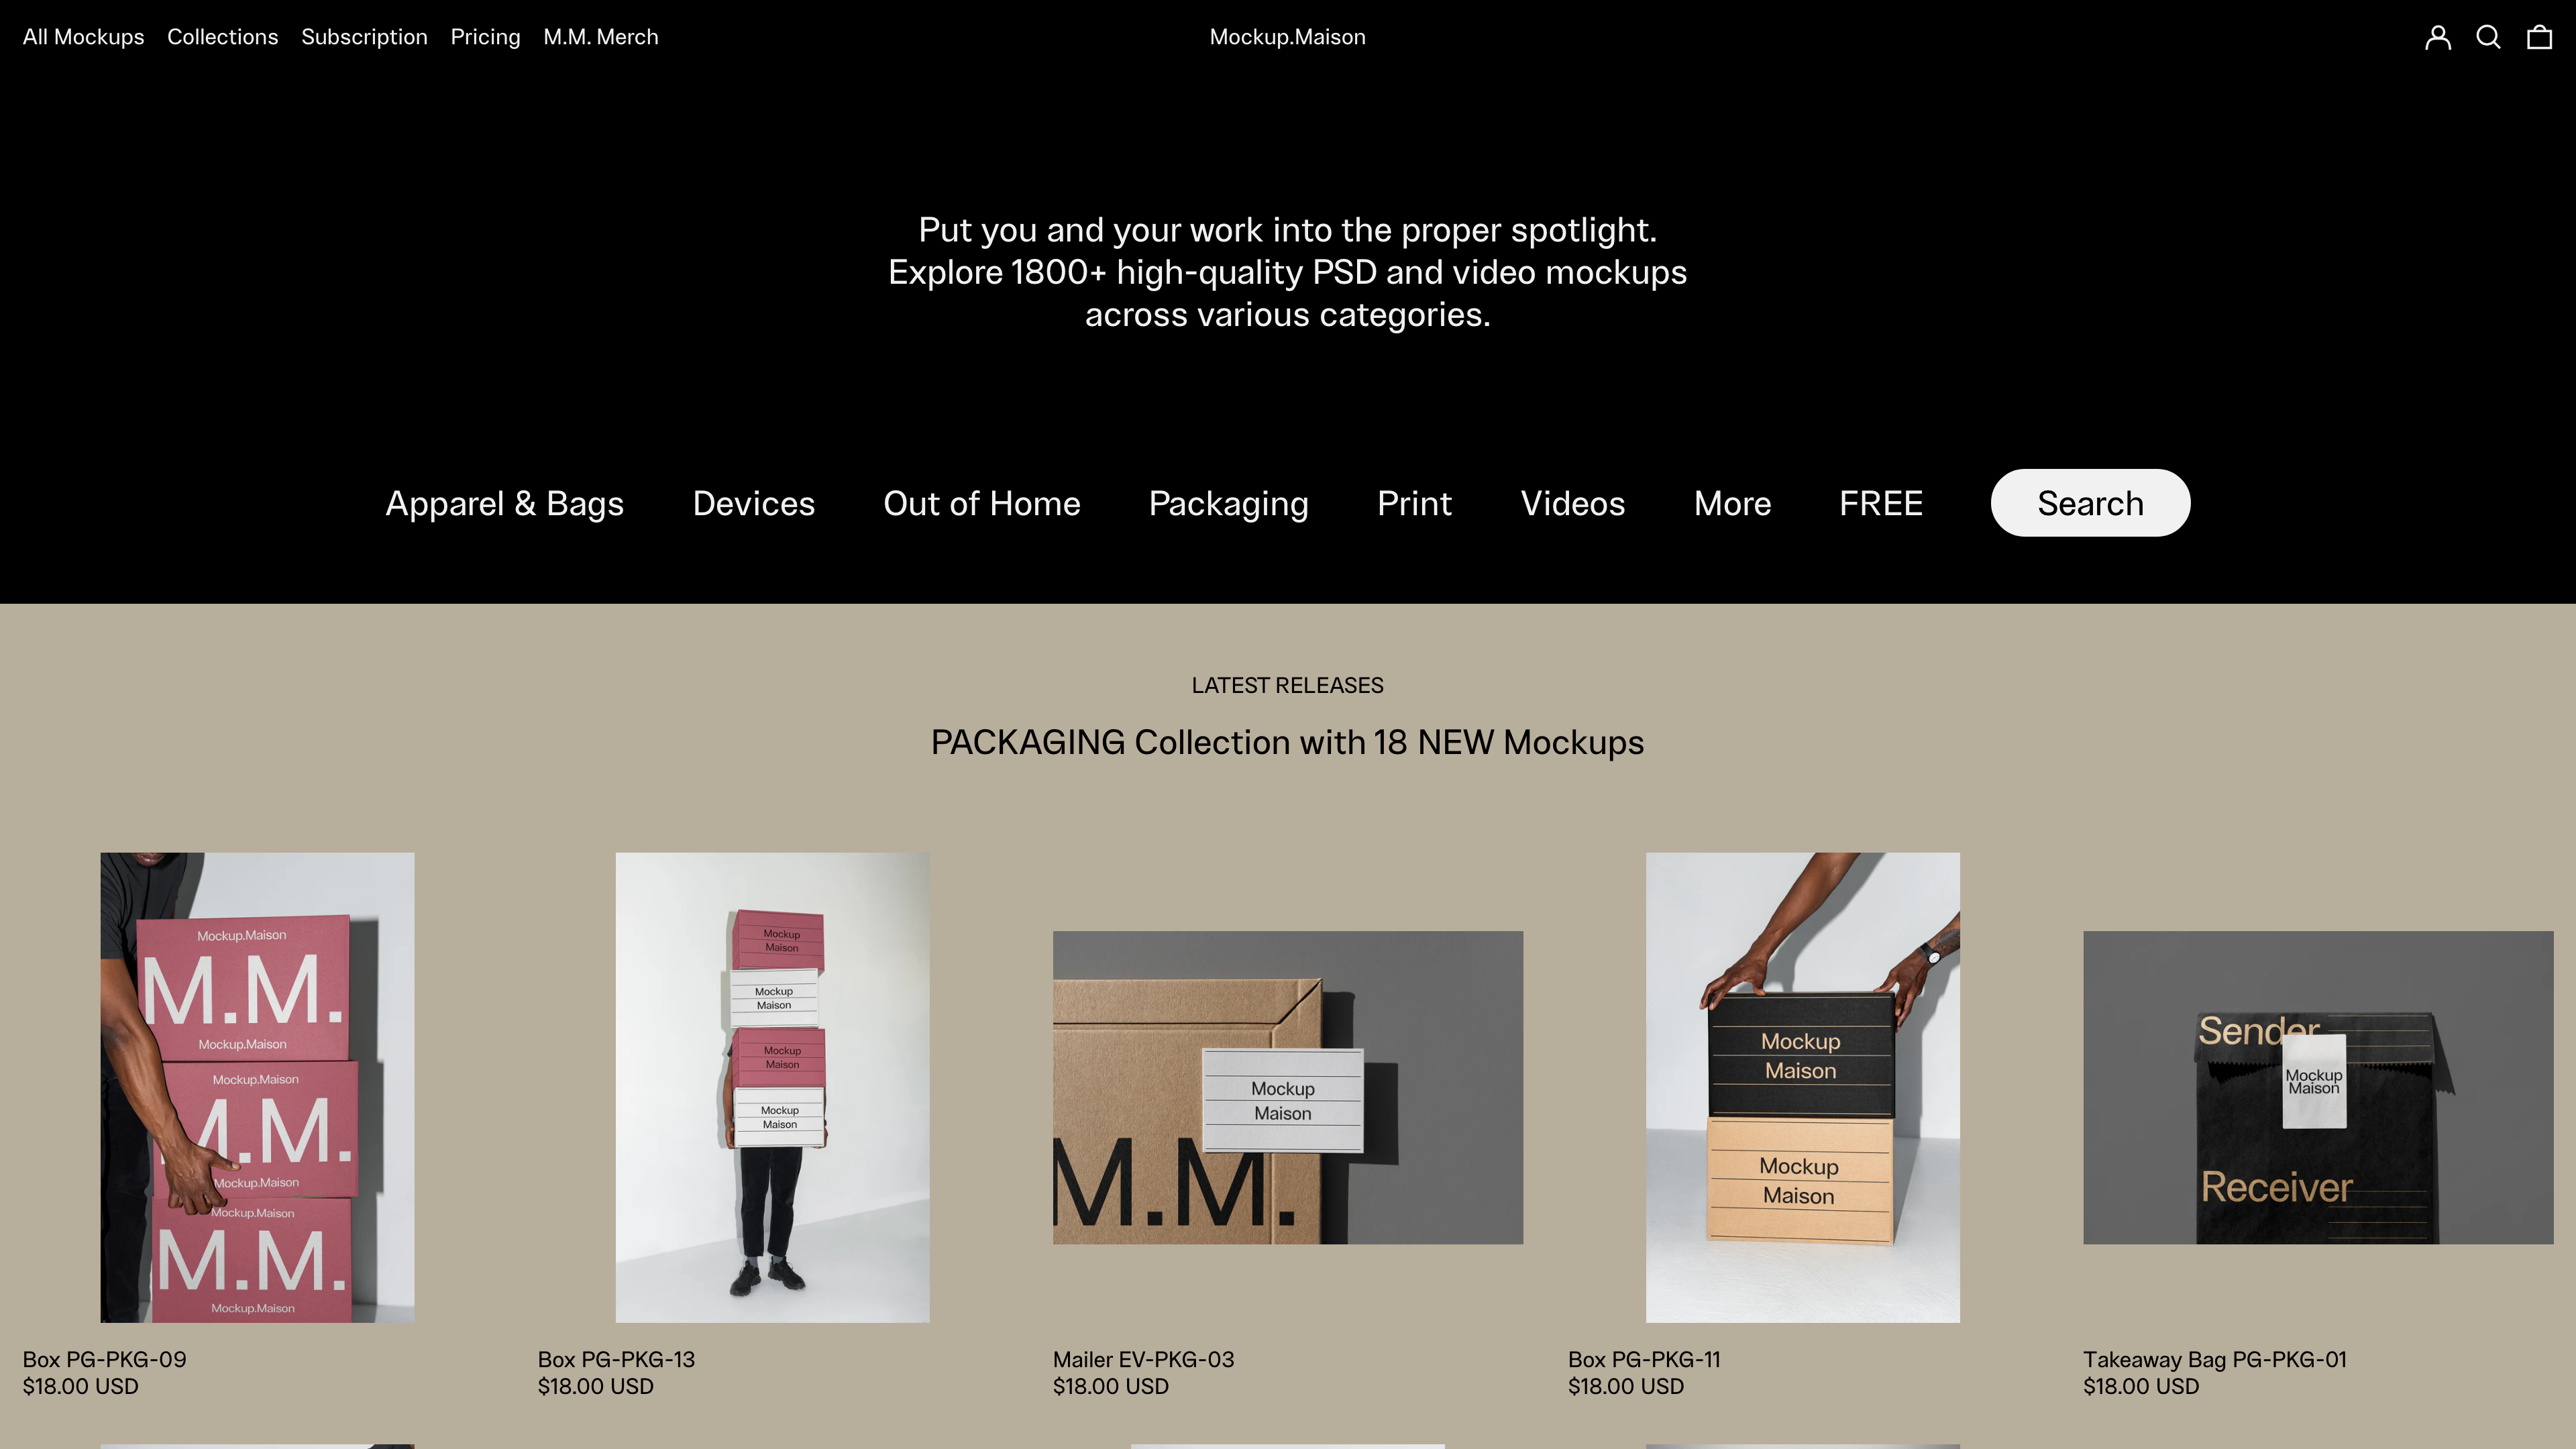 All Mockups Collections Subscription Pricing M.M. Merch
Mockup.Maison
Put you and your work into the proper spotlight.
Explore 1800+ high-quality PSD and video mockups
across various categories.
Apparel & Bags Devices Out of Home Packaging Print Videos More FREE Search
LATEST RELEASES
PACKAGING Collection with 18 NEW Mockups
Mockup.Maison
M.M.
Mockup.Maison
Mockup.Maison
M.M.
Mockup.Maison
Mockup.Maison
M.M.
Mockup.Maison
Mockup
Maison
Mockup
Maison
Mockup
Maison
Mockup
Maison
Mockup
Maison
M.M.
Mockup
Maison
Mockup
Maison
Sender
Mockup
Maison
Receiver
Box PG-PKG-09
$18.00 USD
Box PG-PKG-13
$18.00 USD
Mailer EV-PKG-03
$18.00 USD
Box PG-PKG-11
$18.00 USD
Takeaway Bag PG-PKG-01
$18.00 USD